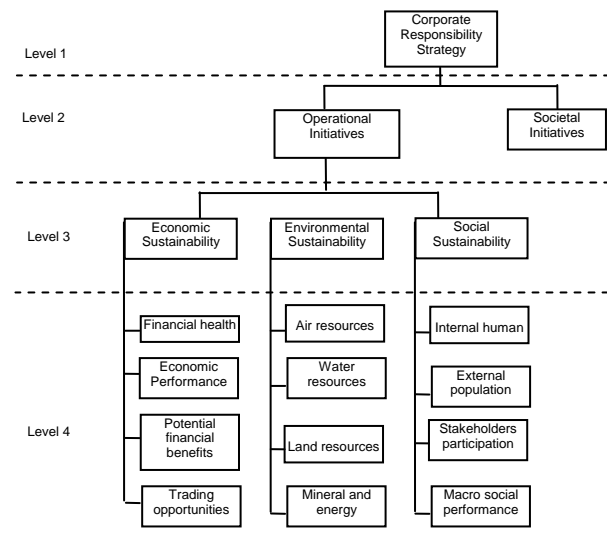 Corporate
Responsibility
Strategy
Level 1
Level 2
Operational
Initiatives
Societal
Initiatives
Level 3
Economic
Sustainability
Environmental
Sustainability
Social
Sustainability
Level 4
Financial health
Economic
Performance
Potential
financial
benefits
Trading
opportunities
Air resources
Water
resources
Land resources
Mineral and
energy
Internal human
External
population
Stakeholders
participation
Macro social
performance